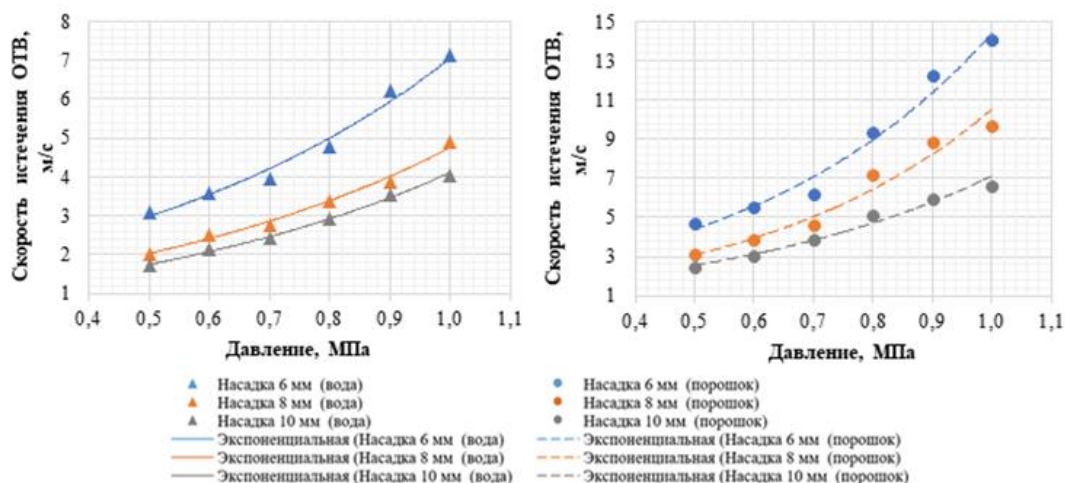 Скорость истечения ОТВ,
м/с
8
7
6
5
4
3
2
1
0,4 0,5 0,6 0,7 0,8 0,9 1,0 1,1
Давление, МПа
Скорость истечения ОТВ,
м/с
15
13
11
9
7
5
3
1
0,4 0,5 0,6 0,7 0,8 0,9 1,0 1,1
Давление, МПа
Насадка 6 мм (вода)
Насадка 8 мм (вода)
Насадка 10 мм (вода)
Экспоненциальная (Насадка 6 мм (вода)
Экспоненциальная (Насадка 8 мм (вода)
Экспоненциальная (Насадка 10 мм (вода)
Насадка 6 мм (порошок)
Насадка 8 мм (порошок)
Насадка 10 мм (порошок)
Экспоненциальная (Насадка 6 мм (порошок)
Экспоненциальная (Насадка 8 мм (порошок)
Экспоненциальная (Насадка 10 мм (порошок)